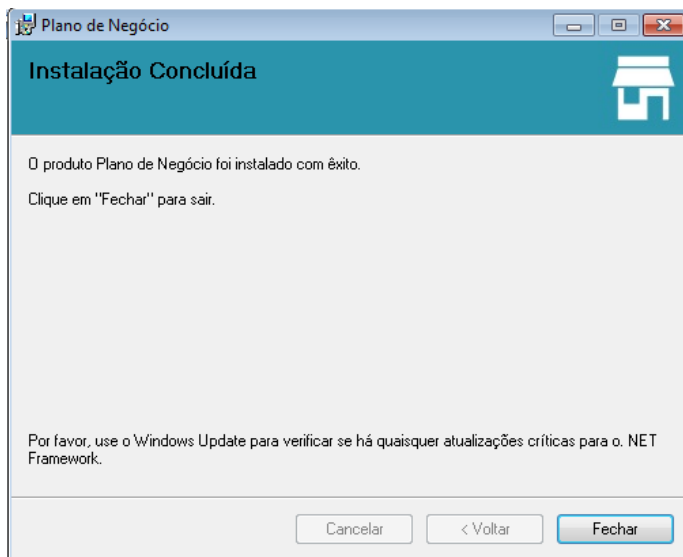 Plano de Negócio
Instalação Concluída
O produto Plano de Negócio foi instalado com êxito.
Clique em "Fechar" para sair.
Por favor, use o Windows Update para verificar se há quaisquer atualizações críticas para o. NET
Framework.
Cancelar
< Voltar
Fechar